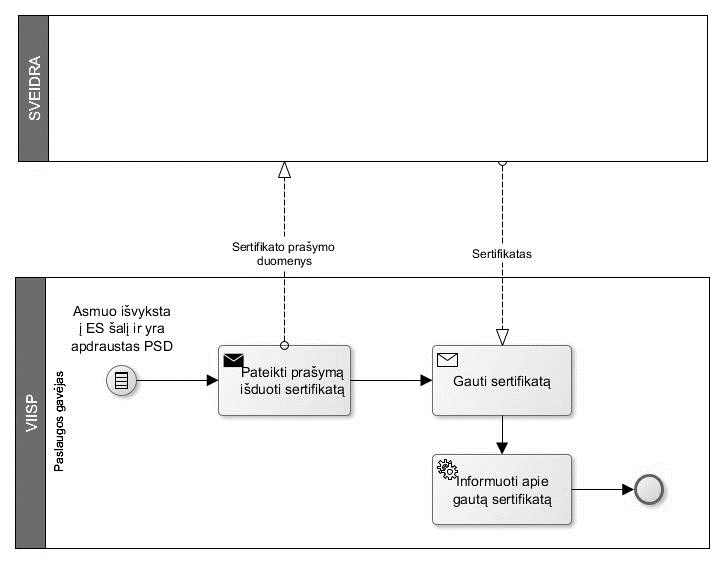 SVEIDRA
Sertifikato prašymo
duomenys
Sertifikatas
VIISP
Paslaugos gavėjas
Asmuo išvyksta
į ES šalį ir yra
apdraustas PSD
Pateikti prašymą
išduoti sertifikatą
Gauti sertifikatą
Informuoti apie
gautą sertifikatą